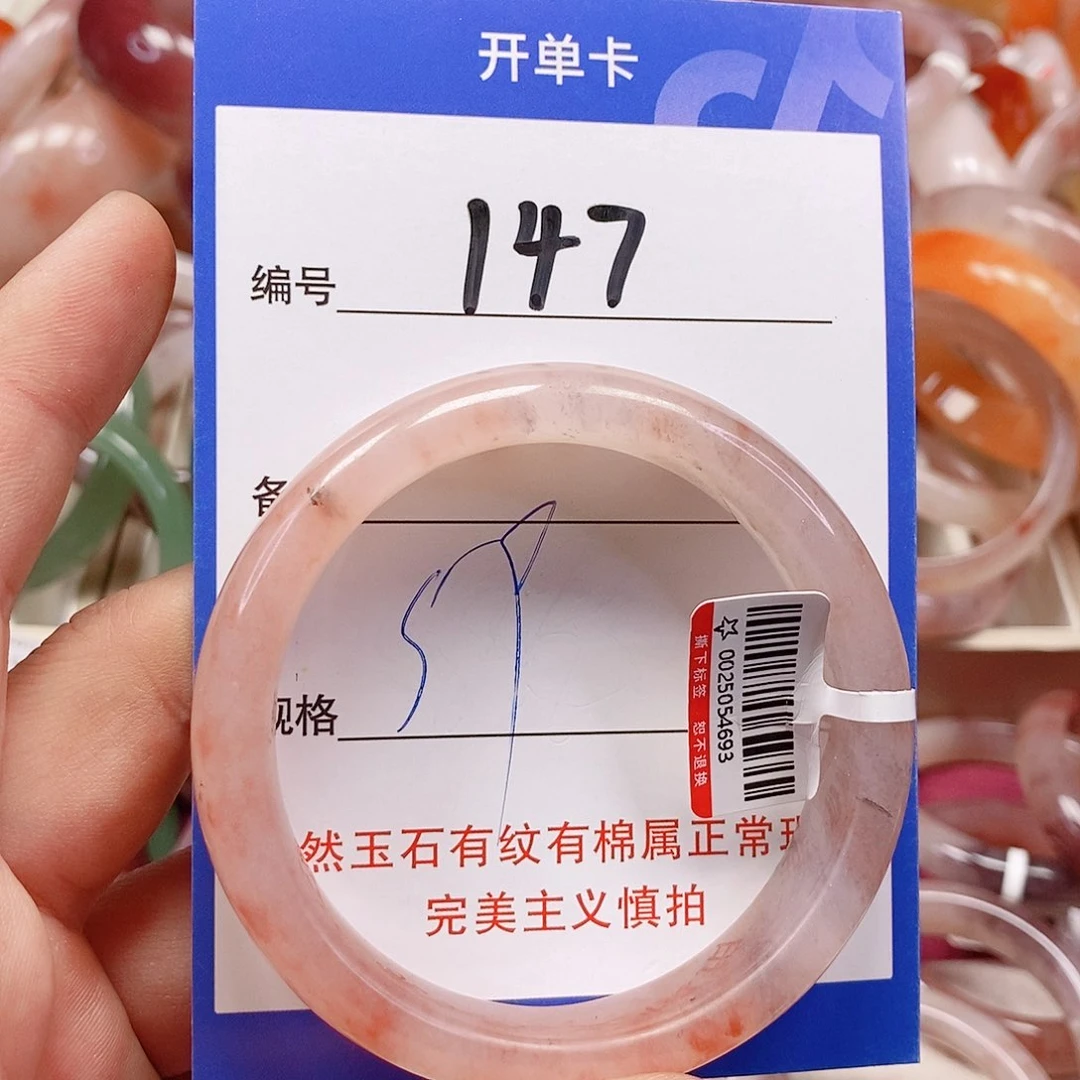 开单卡
编号 147
备
规格 59
☆ 0025054693
撕下标签 恕不退换
然玉石有纹有棉属正常现
完美主义慎拍